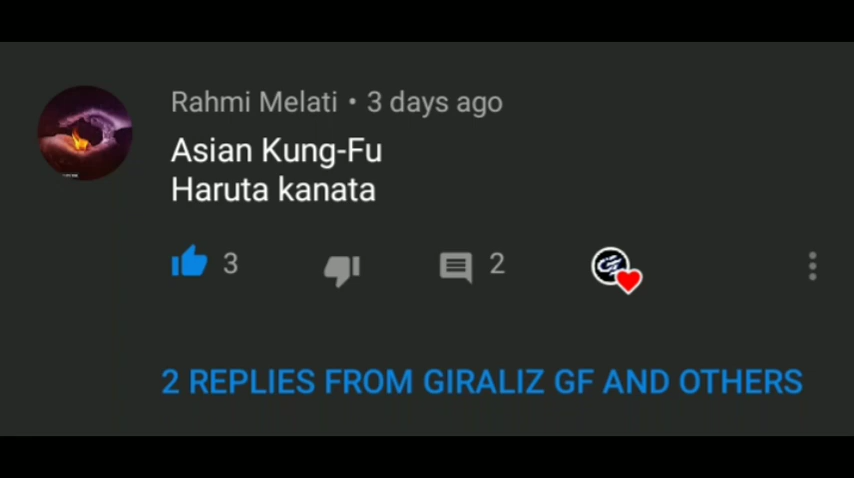 Rahmi Melati • 3 days ago
Asian Kung-Fu
Haruta kanata
3 2
2 REPLIES FROM GIRALIZ GF AND OTHERS